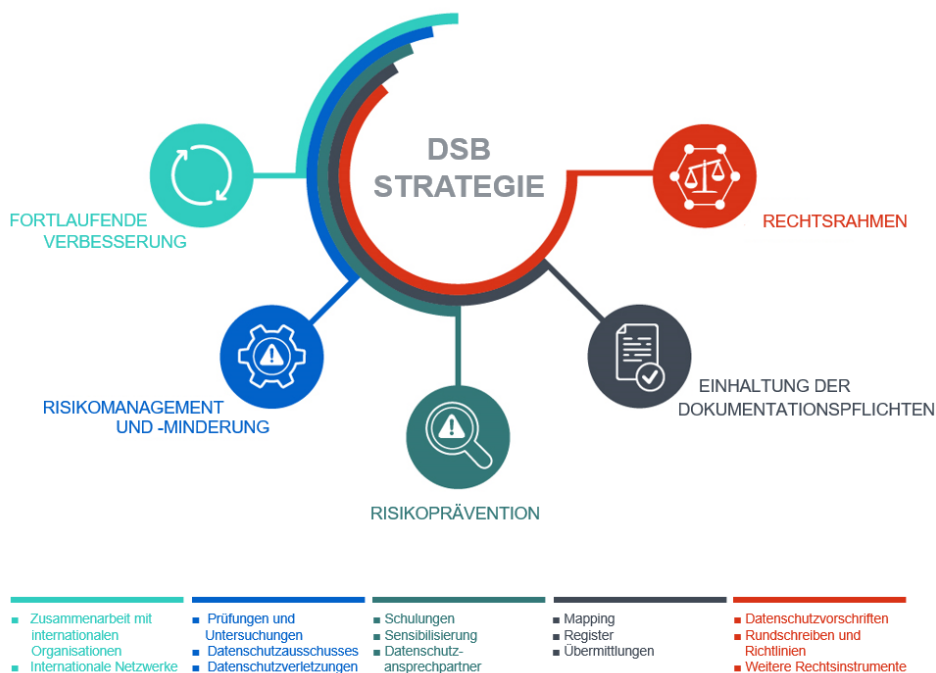 DSB
STRATEGIE
FORTLAUFENDE
VERBESSERUNG
RECHTSRAHMEN
RISIKOMANAGEMENT
UND -MINDERUNG
EINHALTUNG DER
DOKUMENTATIONSPFLICHTEN
RISIKOPRÄVENTION
Zusammenarbeit mit
internationalen
Organisationen
Internationale Netzwerke
Prüfungen und
Untersuchungen
Datenschutzausschusses
Datenschutzverletzungen
Schulungen
Sensibilisierung
Datenschutz-
ansprechpartner
Mapping
Register
Übermittlungen
Datenschutzvorschriften
Rundschreiben und
Richtlinien
Weitere Rechtsinstrumente